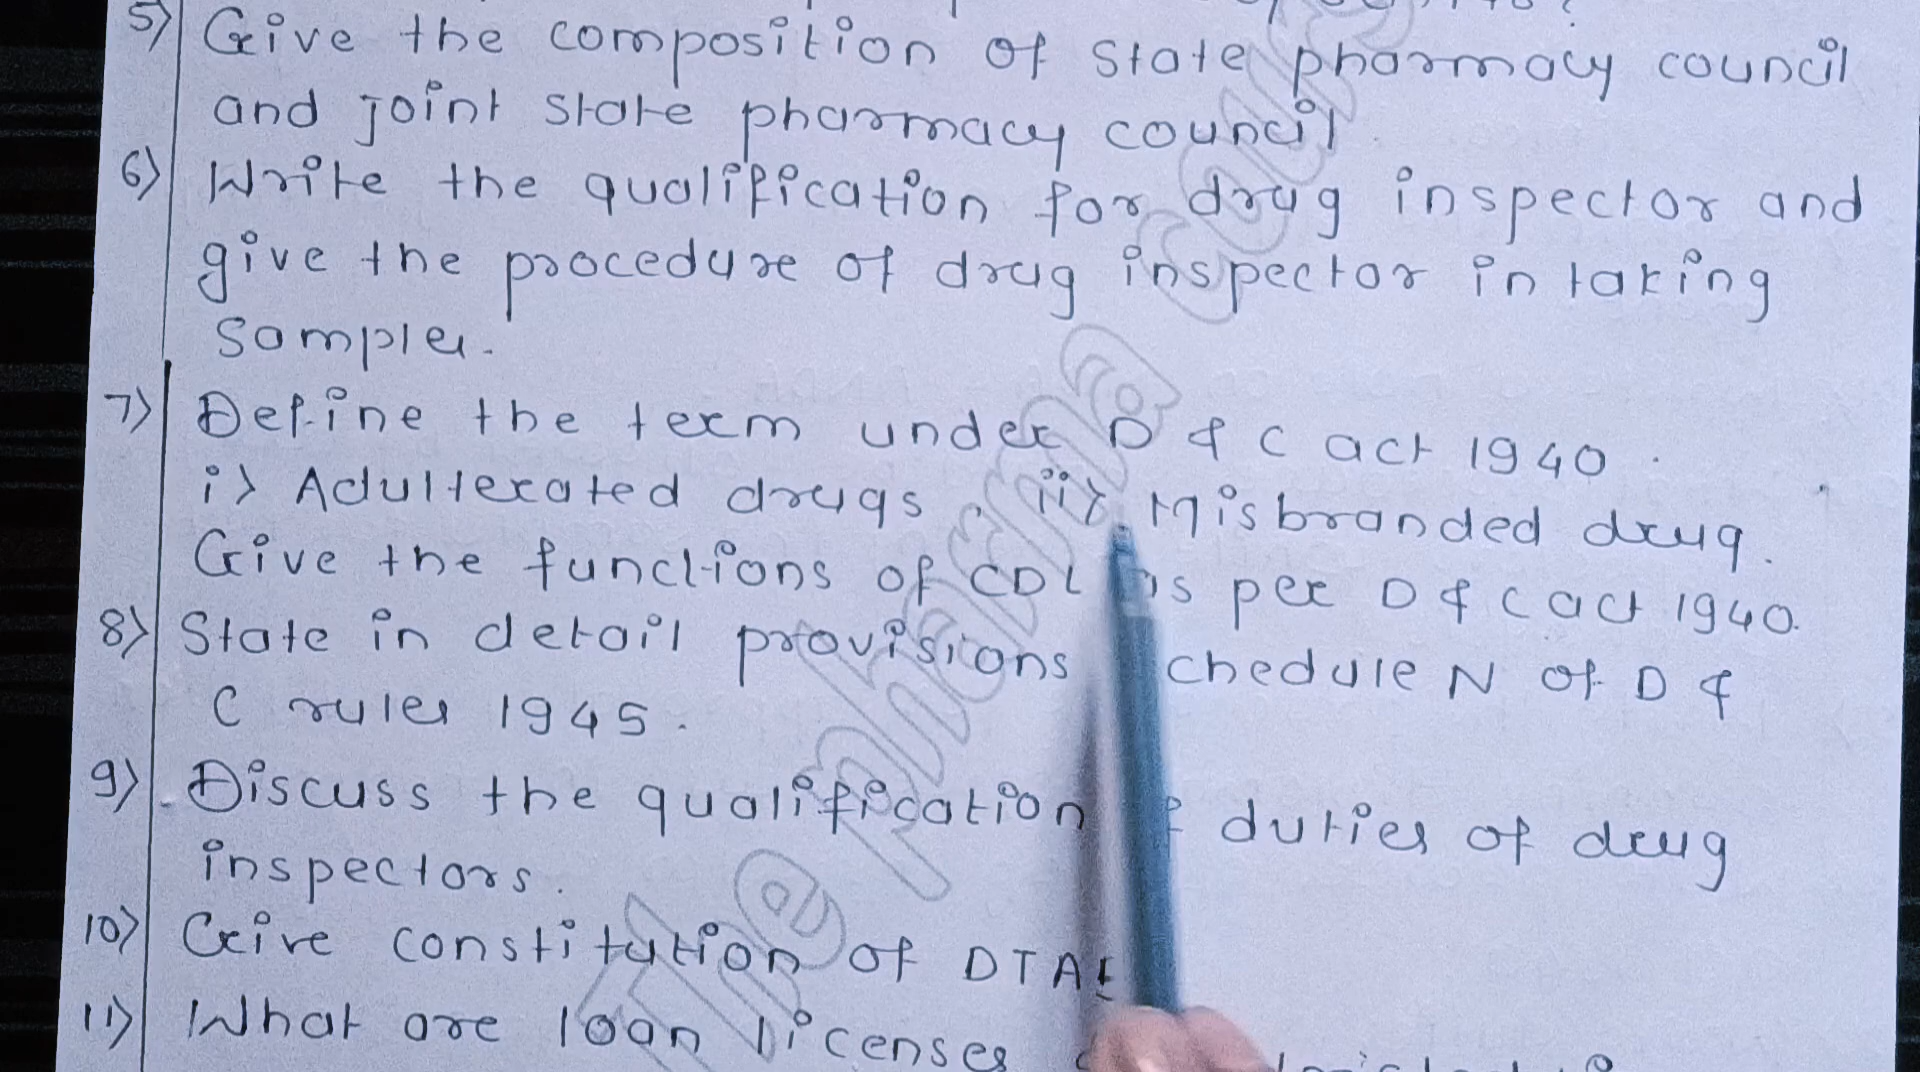 5) Give the composition of state pharmacy council
and joint state pharmacy council.
6) Write the qualification for drug inspector and
give the procedure of drug inspector in taking
samples.
7) Define the term under D & C act 1940.
i) Adulterated drugs. ii) Misbranded drug.
Give the functions of CDL as per D & C act 1940.
8) State in detail provisions chedule N of D &
C rules 1945.
9) Discuss the qualification & duties of drug
inspectors.
10) Give constitution of DTA
11) What are loan licenses
The pharma